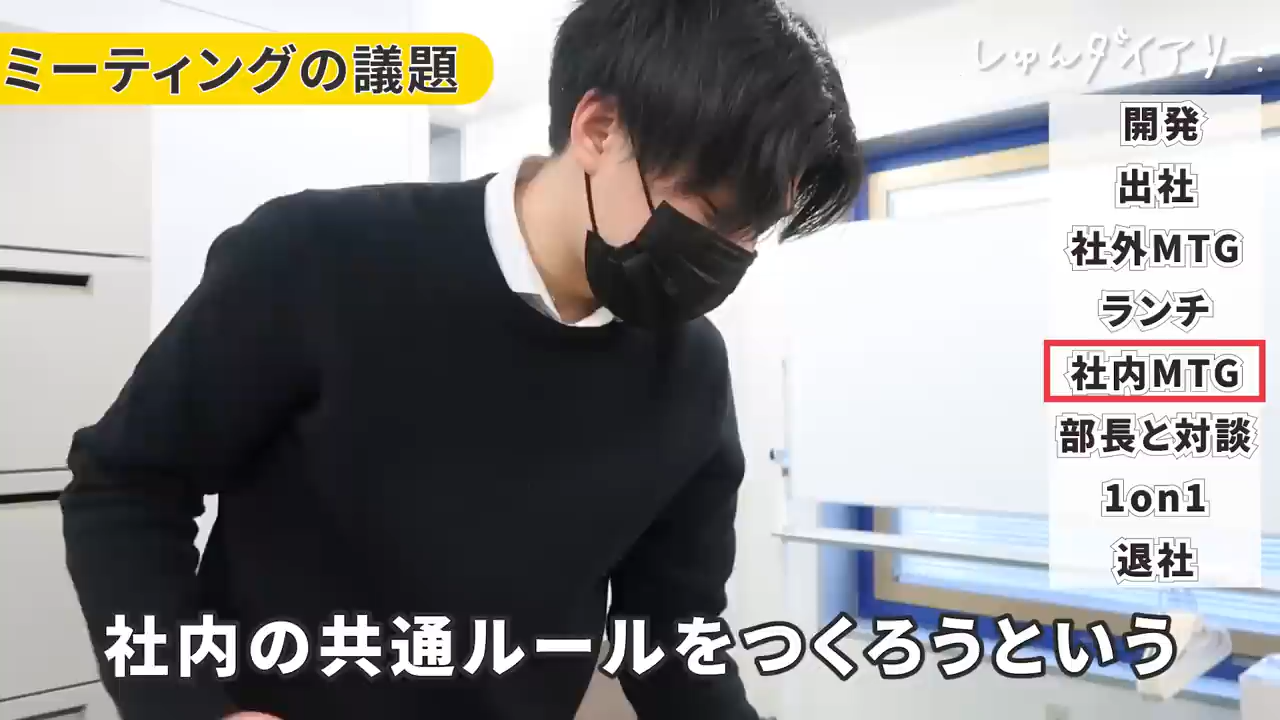 ミーティングの議題
しゅんダイアリー
開発
出社
社外MTG
ランチ
社内MTG
部長と対談
1on1
退社
社内の共通ルールをつくろうという